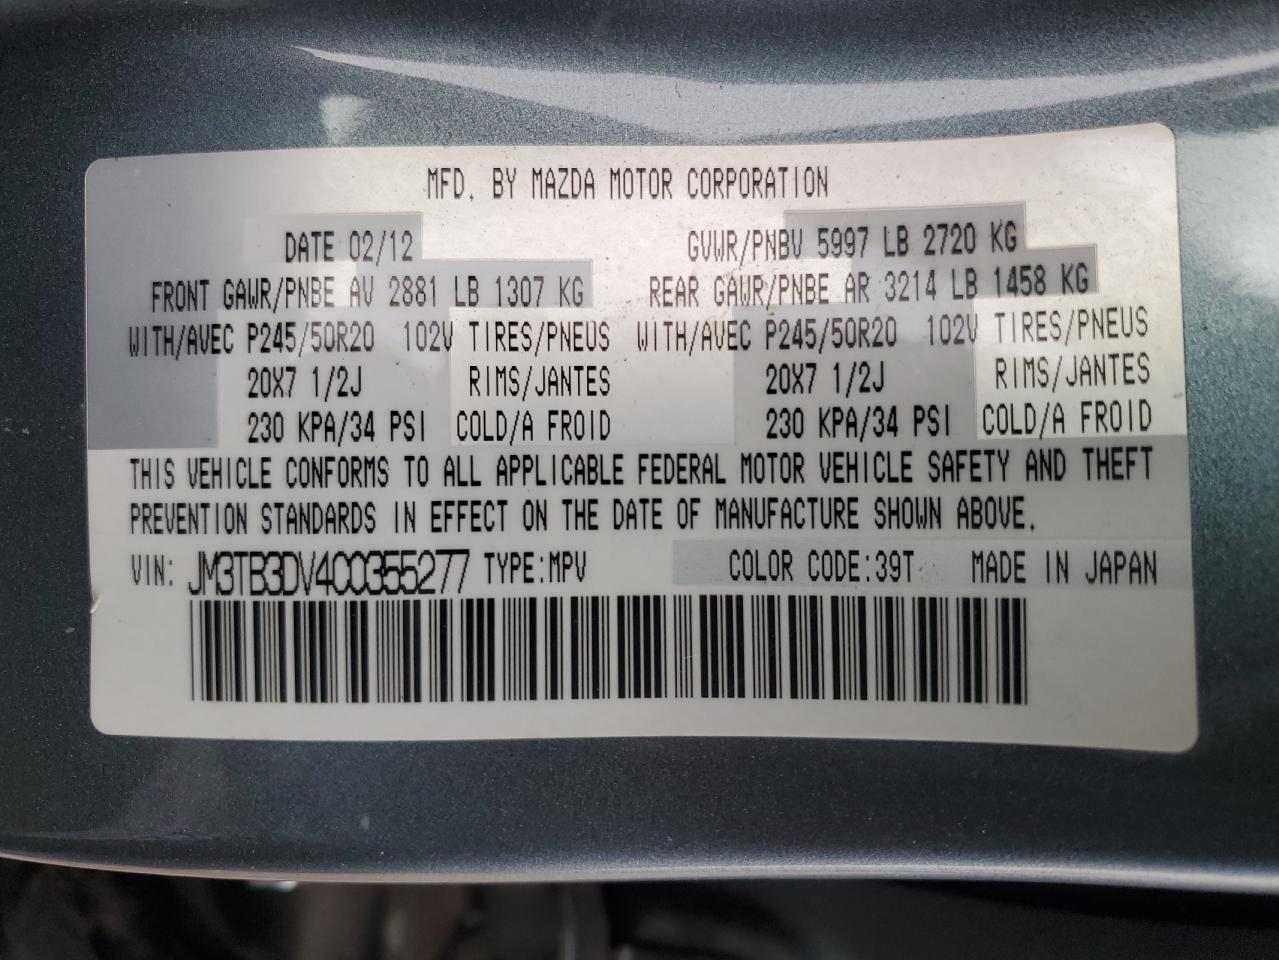 MFD. BY MAZDA MOTOR CORPORATION
DATE 02/12 GVWR/PNBV 5997 LB 2720 KG
FRONT GAWR/PNBE AV 2881 LB 1307 KG REAR GAWR/PNBE AR 3214 LB 1458 KG
WITH/AVEC P245/50R20 102V TIRES/PNEUS WITH/AVEC P245/50R20 102V TIRES/PNEUS
20X7 1/2J RIMS/JANTES 20X7 1/2J RIMS/JANTES
230 KPA/34 PSI COLD/A FROID 230 KPA/34 PSI COLD/A FROID
THIS VEHICLE CONFORMS TO ALL APPLICABLE FEDERAL MOTOR VEHICLE SAFETY AND THEFT
PREVENTION STANDARDS IN EFFECT ON THE DATE OF MANUFACTURE SHOWN ABOVE.
VIN: JM3TB3DV4C0355277 TYPE:MPV COLOR CODE:39T MADE IN JAPAN